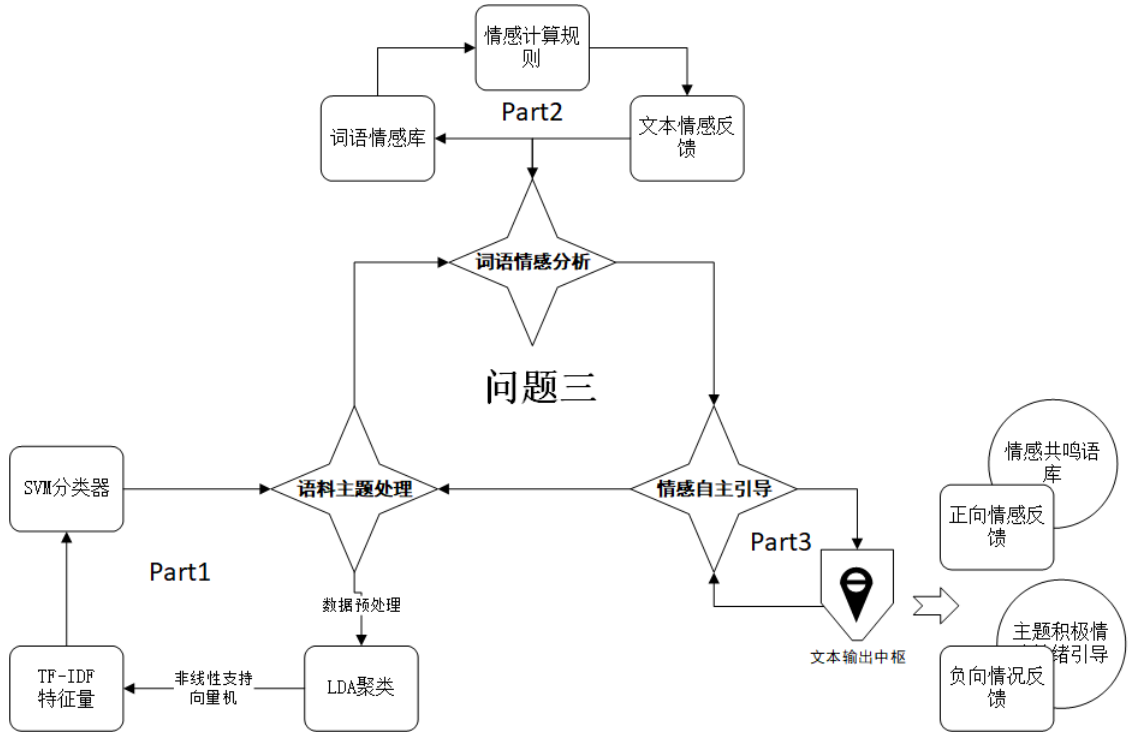 情感计算规
则
Part2
词语情感库
文本情感反
馈
词语情感分析
问题三
情感共鸣语
库
SVM分类器
语料主题处理
情感自主引导
正向情感反
馈
Part3
Part1
数据预处理
主题积极情
绪引导
文本输出中枢
TF-IDF
特征量
非线性支持
向量机
LDA聚类
负向情况反
馈